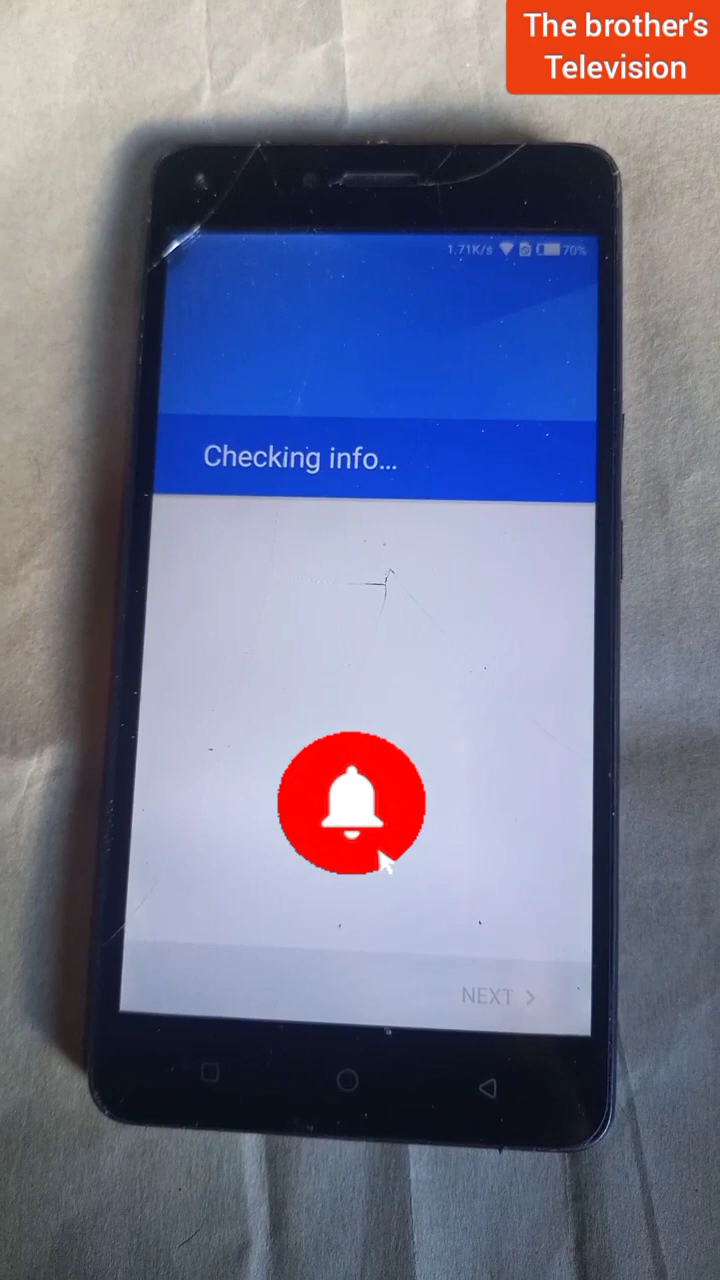 The brother's
Television
1.71K/s 70%
Checking info...
NEXT